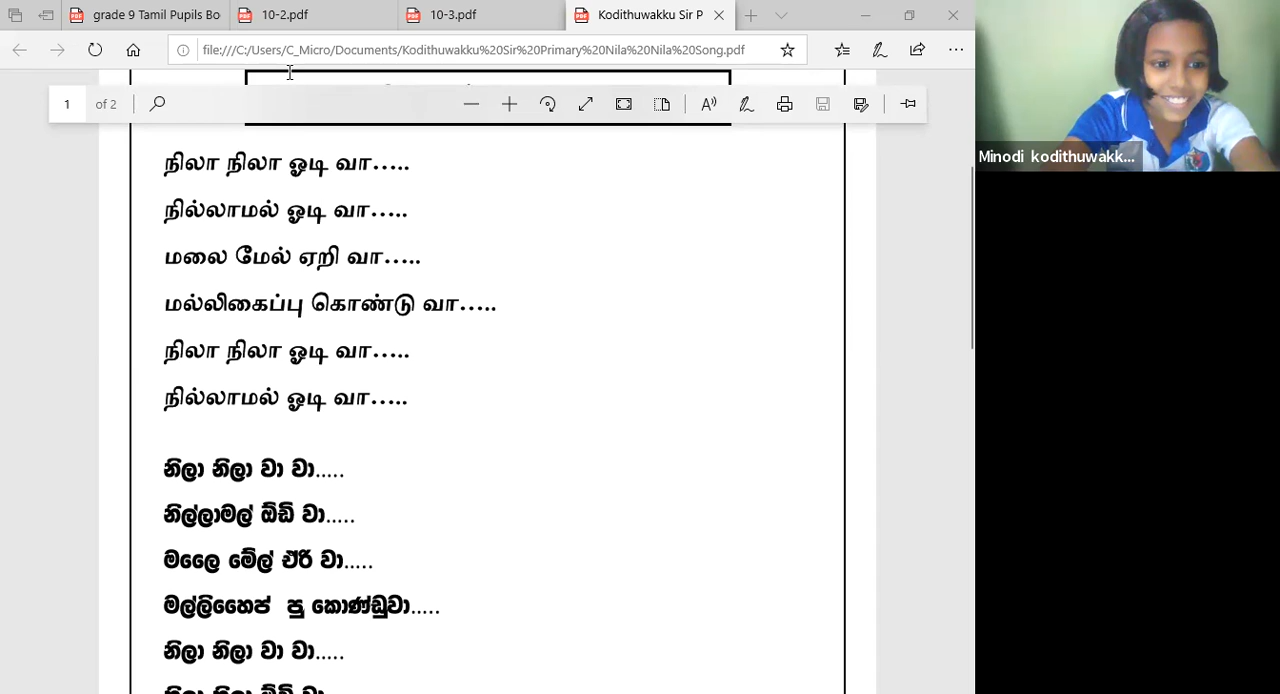 grade 9 Tamil Pupils Bo
10-2.pdf
10-3.pdf
Kodithuwakku Sir P
file:///C:/Users/C_Micro/Documents/Kodithuwakku%20Sir%20Primary%20Nila%20Nila%20Song.pdf
1 of 2
நிலா நிலா ஓடி வா.....
நில்லாமல் ஓடி வா.....
மலை மேல் ஏறி வா.....
மல்லிகைப்பு கொண்டு வா.....
நிலா நிலா ஓடி வா.....
நில்லாமல் ஓடி வா.....
නිලා නිලා වා වා.....
නිල්ලාමල් ඕඩි වා.....
මලෛ මේල් ඒරි වා.....
මල්ලිහෛප් පු කොණ්ඩුවා.....
නිලා නිලා වා වා.....
Minodi kodithuwakk...